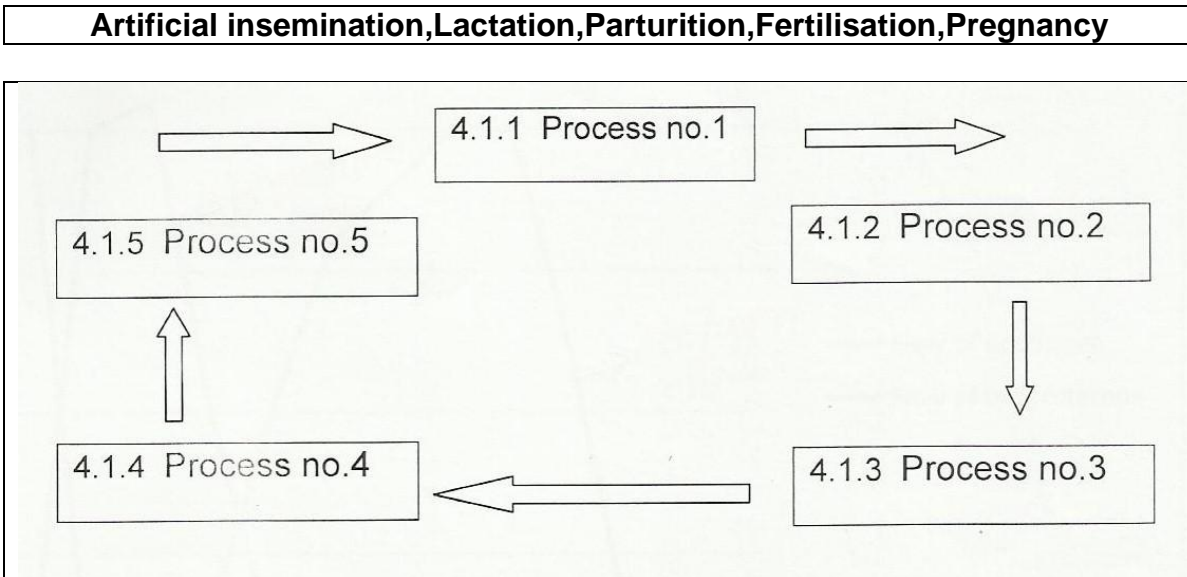 Artificial insemination,Lactation,Parturition,Fertilisation,Pregnancy
4.1.1 Process no.1
4.1.5 Process no.5
4.1.2 Process no.2
4.1.4 Process no.4
4.1.3 Process no.3